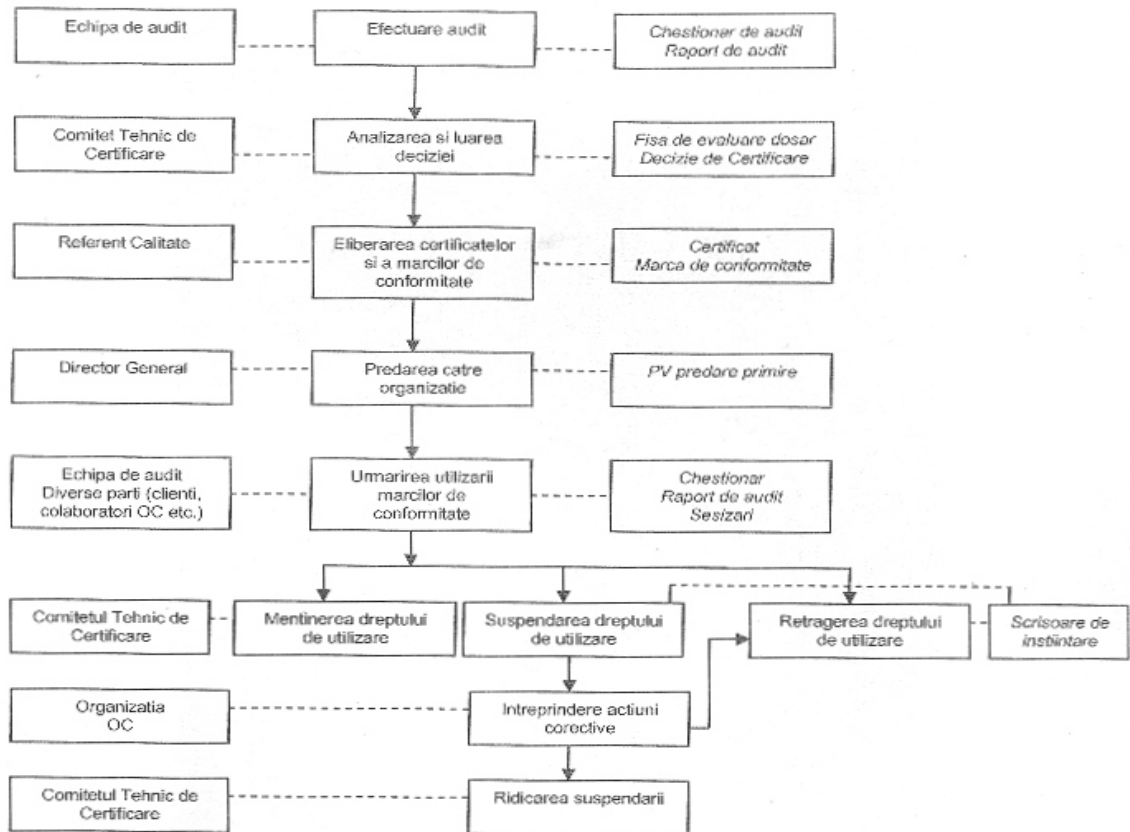 Echipa de audit
Efectuare audit
Chestionar de audit
Raport de audit
Comitet Tehnic de
Certificare
Analizarea si luarea
deciziei
Fisa de evaluare dosar
Decizie de Certificare
Referent Calitate
Eliberarea certificatelor
si a marcilor de
conformitate
Certificat
Marca de conformitate
Director General
Predarea catre
organizatie
PV predare primire
Echipa de audit
Diverse parti (clienti,
colaboratori OC etc.)
Urmarirea utilizarii
marcilor de
conformitate
Chestionar
Raport de audit
Sesizari
Comitetul Tehnic de
Certificare
Mentinerea dreptului
de utilizare
Suspendarea dreptului
de utilizare
Retragerea dreptului
de utilizare
Scrisoare de
instiintare
Organizatia
OC
Intreprindere actiuni
corective
Comitetul Tehnic de
Certificare
Ridicarea suspendarii